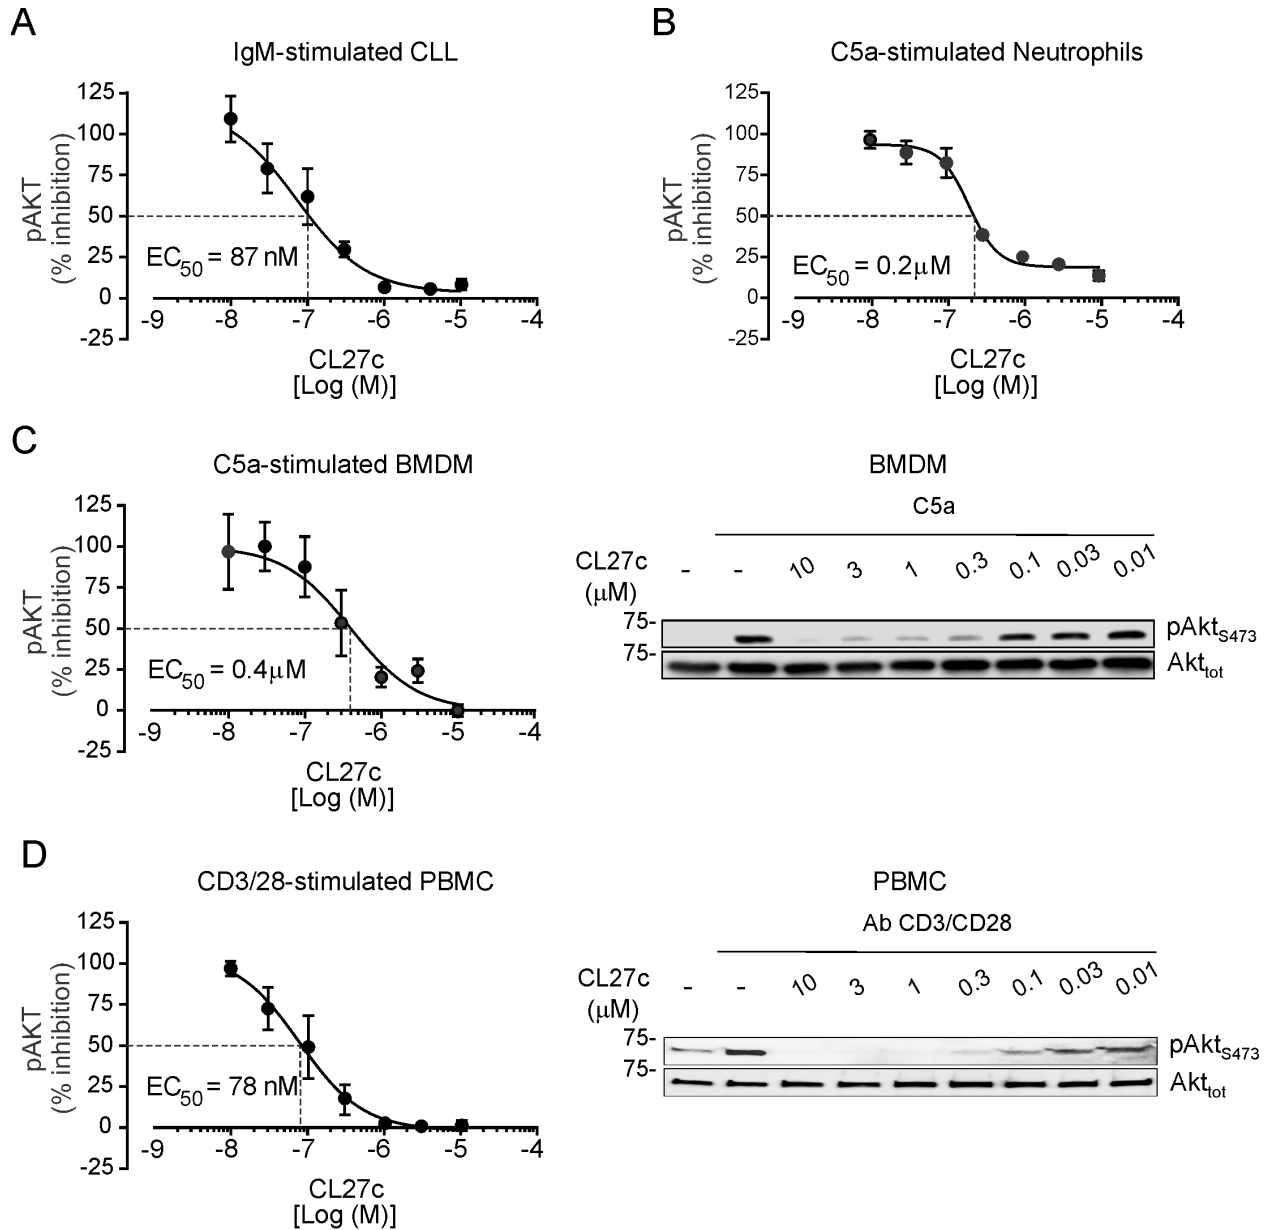 A
IgM-stimulated CLL
125
100
75
50
25
0
-25
pAKT
(% inhibition)
EC50 = 87 nM
-9 -8 -7 -6 -5 -4
CL27c
[Log (M)]
B
C5a-stimulated Neutrophils
125
100
75
50
25
0
-25
pAKT
(% inhibition)
EC50 = 0.2μM
-9 -8 -7 -6 -5 -4
CL27c
[Log (M)]
C
C5a-stimulated BMDM
125
100
75
50
25
0
-25
pAKT
(% inhibition)
EC50 = 0.4μM
-9 -8 -7 -6 -5 -4
CL27c
[Log (M)]
BMDM
C5a
CL27c
(μM)
- - 10 3 1 0.3 0.1 0.03 0.01
75-
pAktS473
75-
Akttot
D
CD3/28-stimulated PBMC
125
100
75
50
25
0
-25
pAKT
(% inhibition)
EC50 = 78 nM
-9 -8 -7 -6 -5 -4
CL27c
[Log (M)]
PBMC
Ab CD3/CD28
CL27c
(μM)
- - 10 3 1 0.3 0.1 0.03 0.01
75-
pAktS473
75-
Akttot